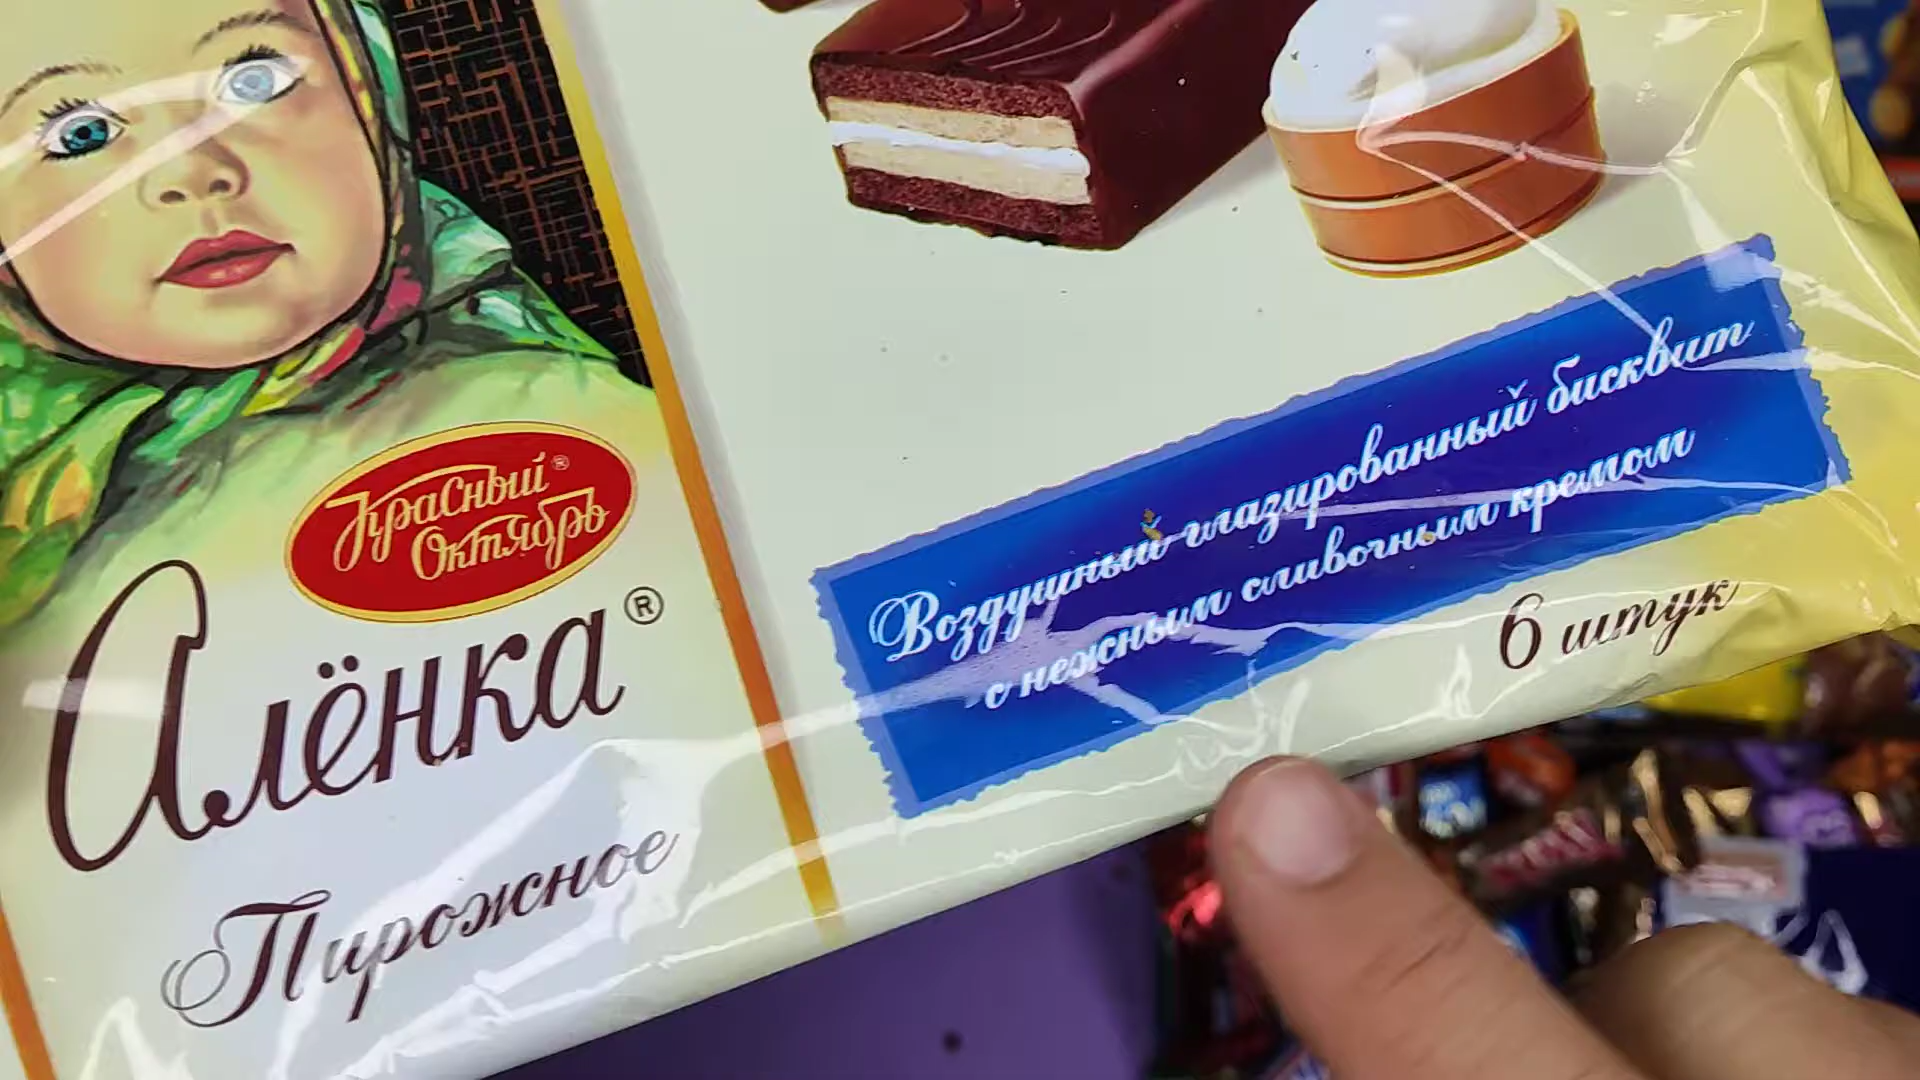 Красный®
Октябрь
Алёнка®
Пирожное
Воздушный глазированный бисквит
с нежным сливочным кремом
6 штук